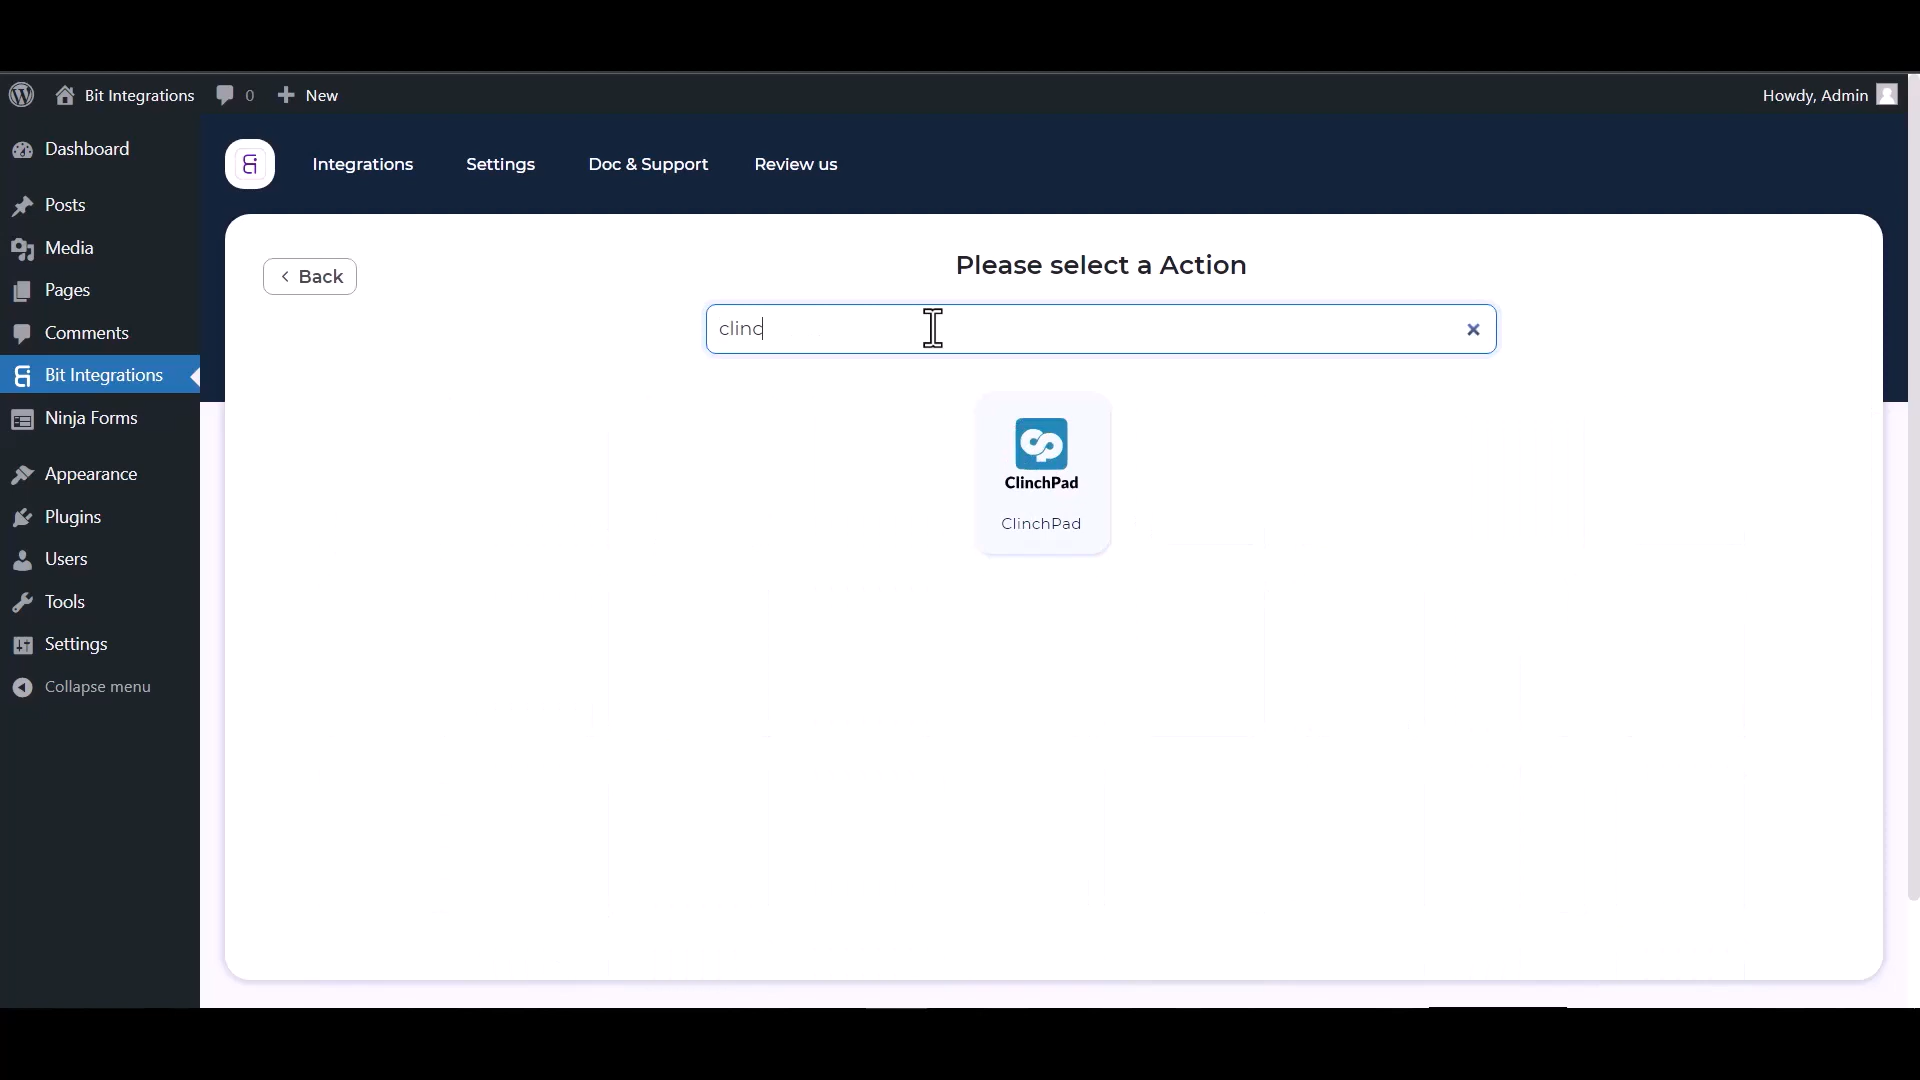 Bit Integrations 0 New Howdy, Admin
Dashboard
Posts
Media
Pages
Comments
Bit Integrations
Ninja Forms
Appearance
Plugins
Users
Tools
Settings
Collapse menu
Integrations Settings Doc & Support Review us
Back
Please select a Action
clinc
ClinchPad
ClinchPad